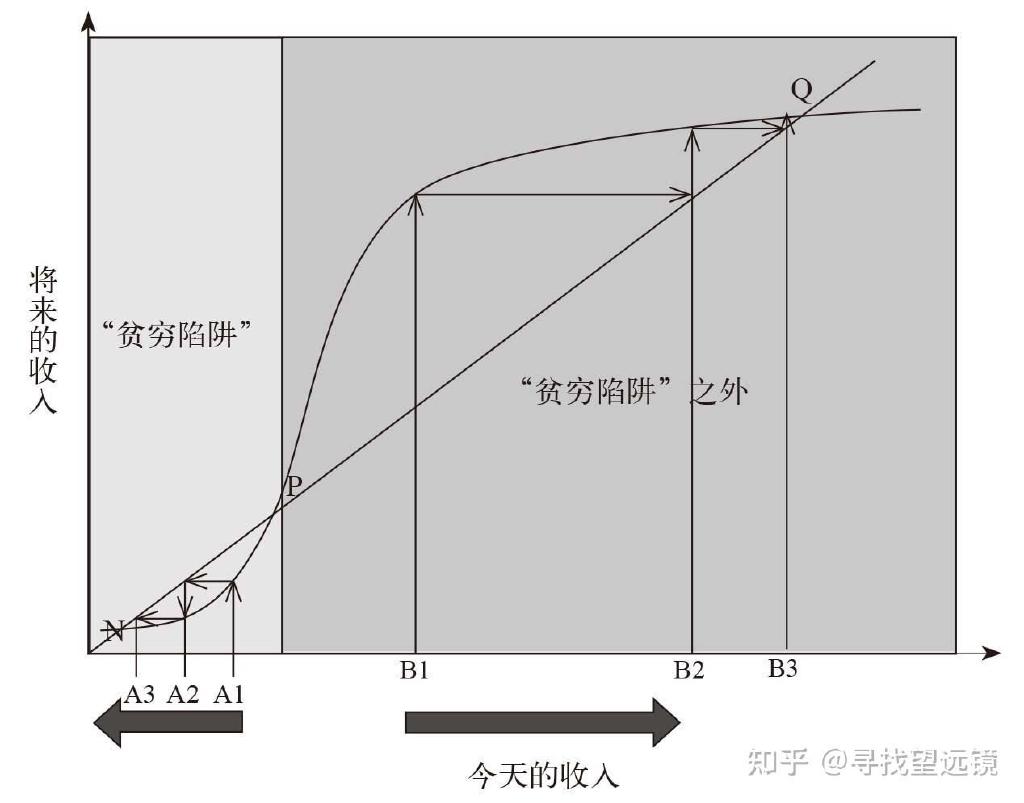 Q
将来的收入
“贫穷陷阱”
“贫穷陷阱”之外
P
N
A3 A2 A1
B1
B2
B3
今天的收入
知乎 @寻找望远镜